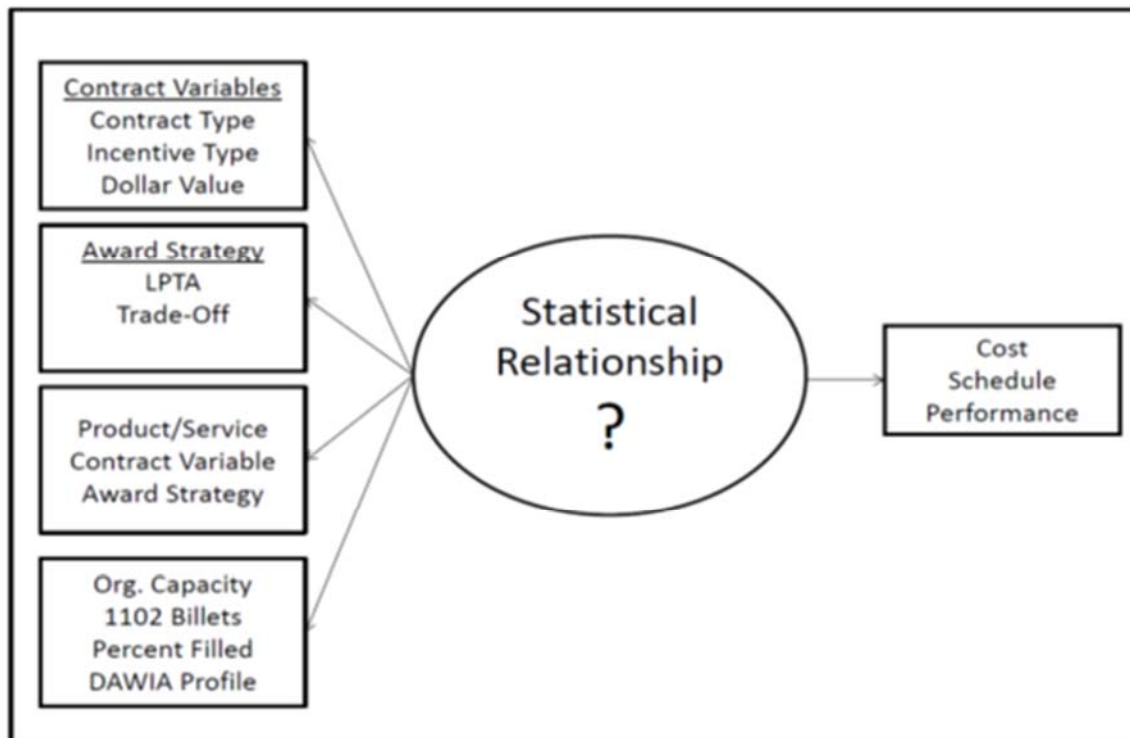 Contract Variables
Contract Type
Incentive Type
Dollar Value
Award Strategy
LPTA
Trade-Off
Product/Service
Contract Variable
Award Strategy
Org. Capacity
1102 Billets
Percent Filled
DAWIA Profile
Statistical
Relationship
?
Cost
Schedule
Performance